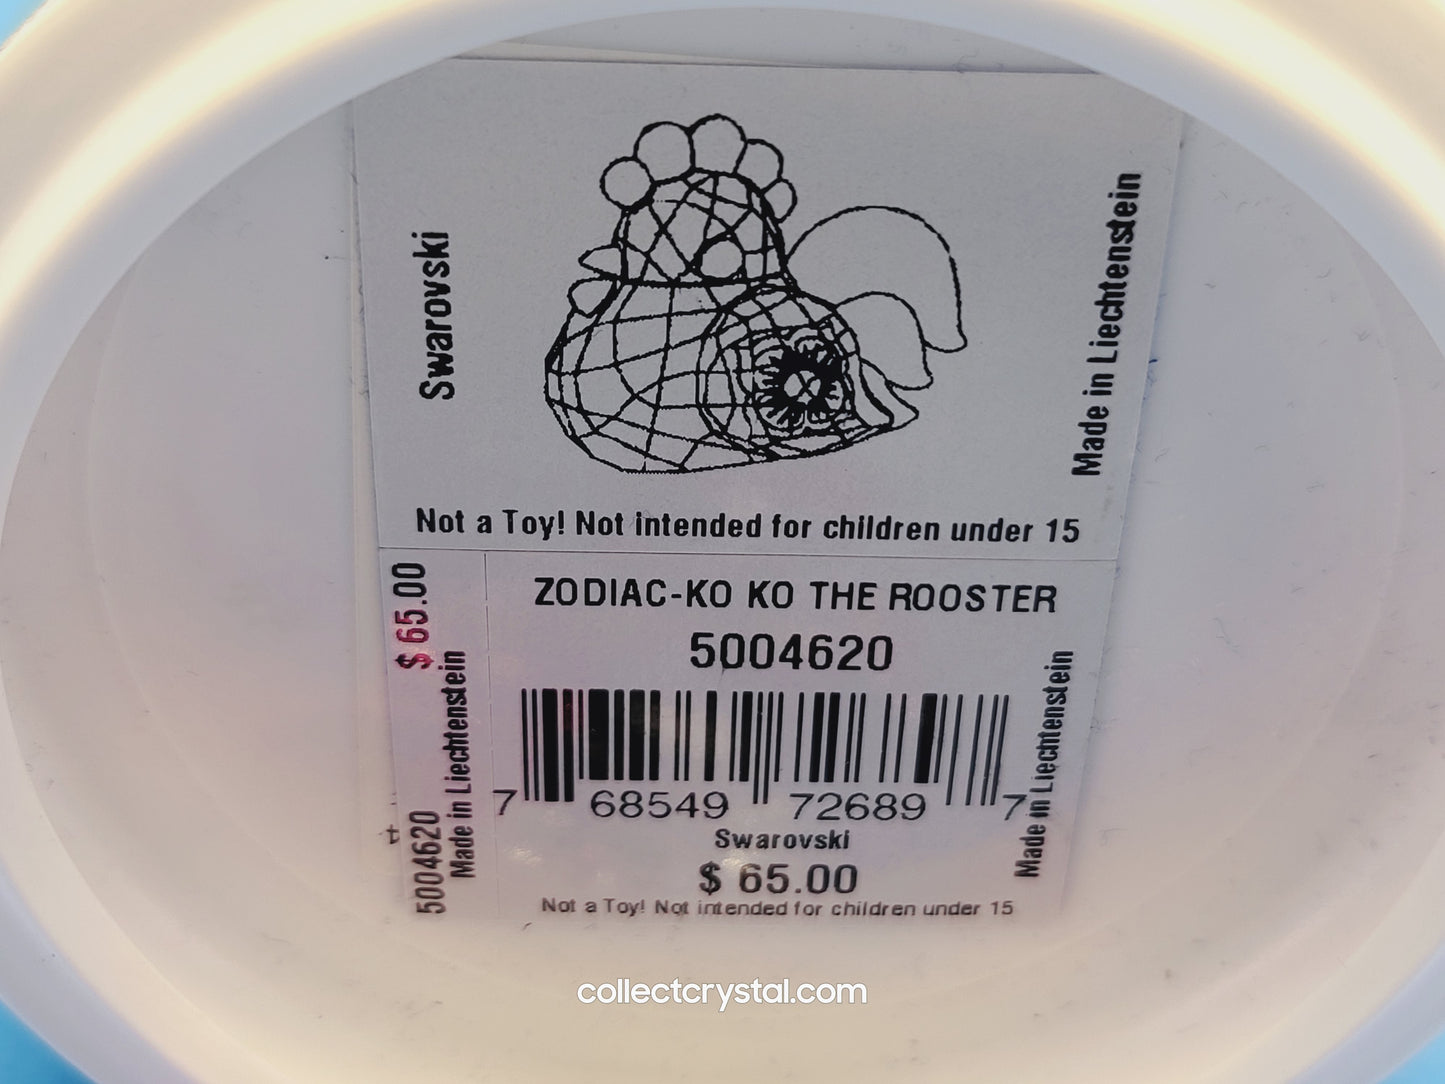 Swarovski
Made in Liechtenstein
Not a Toy! Not intended for children under 15
$ 65.00
5004620
Made in Liechtenstein
ZODIAC-KO KO THE ROOSTER
5004620
7 68549 72689 7
Made in Liechtenstein
Swarovski
$ 65.00
Not a Toy! Not intended for children under 15
collectcrystal.com